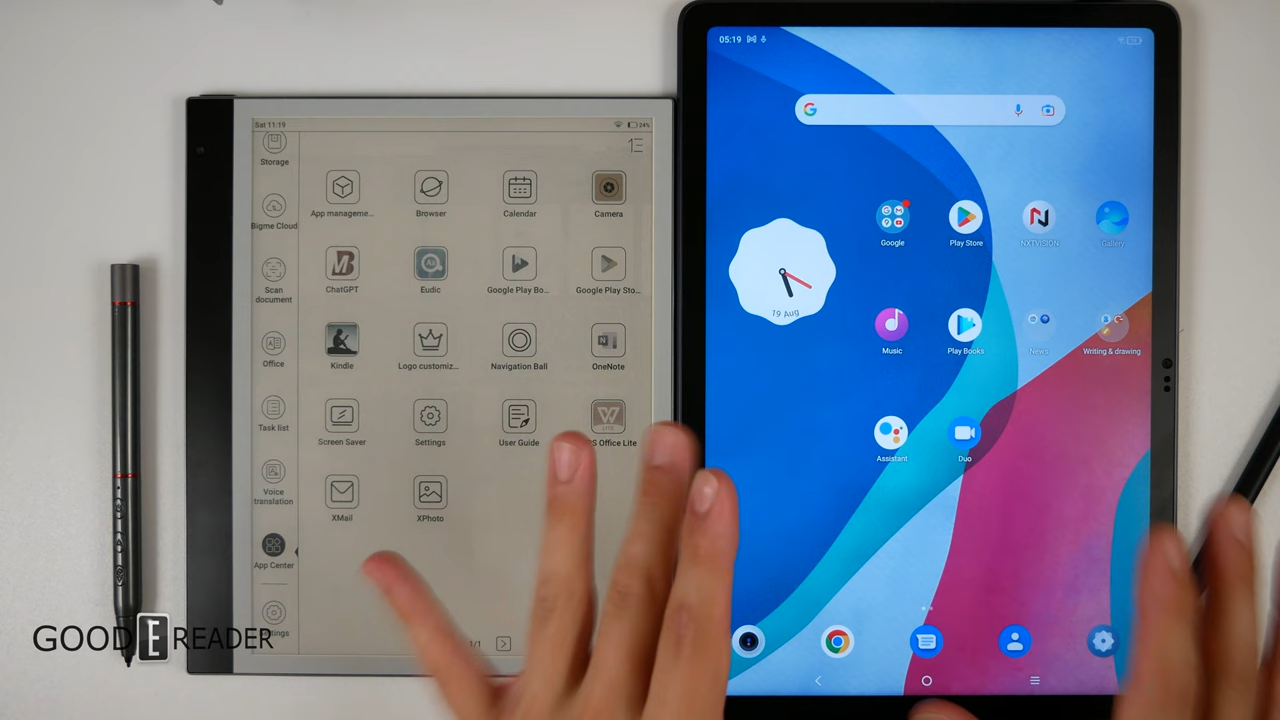 Sat 11:19
24%
Storage
Bigme Cloud
Scan
document
Office
Task list
Voice
translation
App Center
App manageme...
Browser
Calendar
Camera
ChatGPT
Eudic
Google Play Bo...
Google Play Sto...
Kindle
Logo customiz...
Navigation Ball
OneNote
Screen Saver
Settings
User Guide
S Office Lite
XMail
XPhoto
05:19
19 Aug
Google
Play Store
NXTVISION
Gallery
Music
Play Books
News
Writing & drawing
Assistant
Duo
GOOD E READER